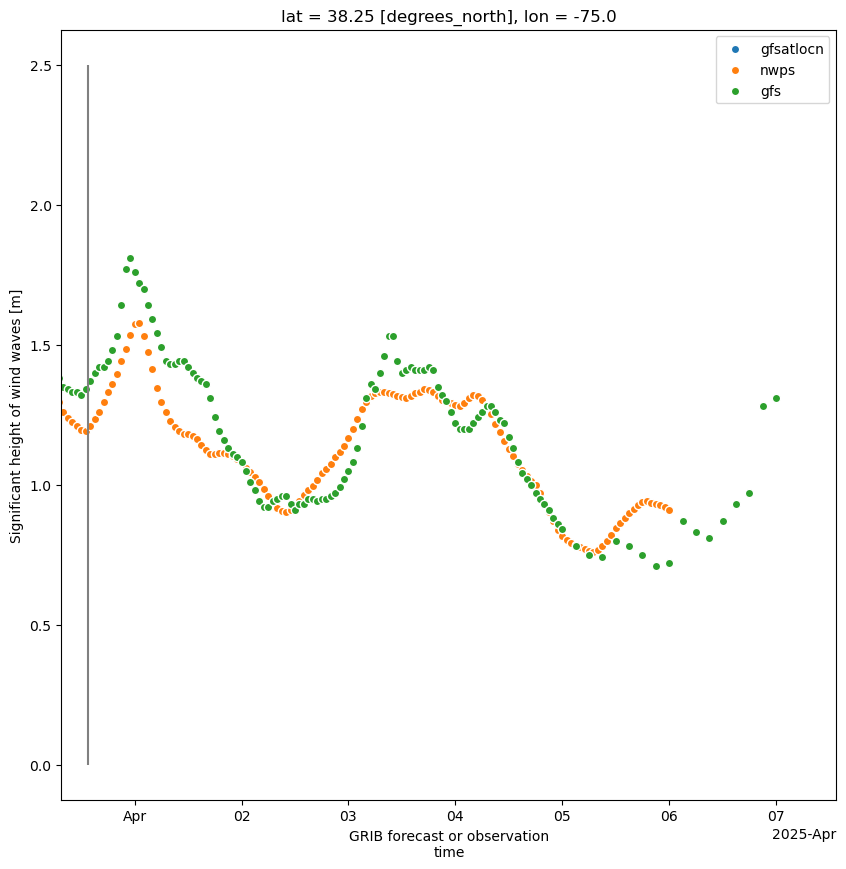 lat = 38.25 [degrees_north], lon = -75.0
gfsatlocn
nwps
gfs
Significant height of wind waves [m]
2.5
2.0
1.5
1.0
0.5
0.0
Apr 02 03 04 05 06 07
2025-Apr
GRIB forecast or observation
time